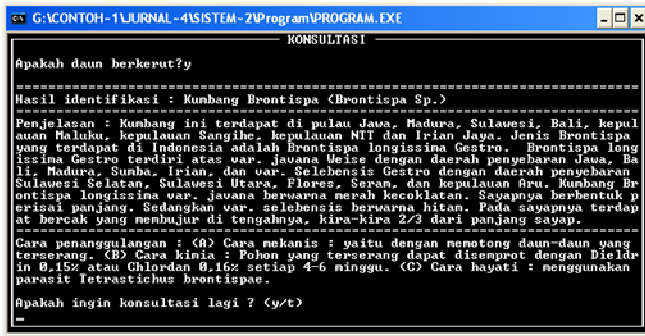 G:\CONTOH-1\JURNAL-4\SISTEM-2\Program\PROGRAM.EXE
KONSULTASI
Apakah daun berkerut?y
================================================================================
Hasil identifikasi : Kumbang Brontispa (Brontispa Sp.)
--------------------------------------------------------------------------------
Penjelasan : Kumbang ini terdapat di pulau Jawa, Madura, Sulawesi, Bali, kepul
auan Maluku, kepulauan Sangihe, kepulauan NTT dan Irian Jaya. Jenis Brontispa
yang terdapat di Indonesia adalah Brontispa longissima Gestro. Brontispa long
issima Gestro terdiri atas var. javana Weise dengan daerah penyebaran Jawa, Ba
li, Madura, Sumba, Irian, dan var. Selebensis Gestro dengan daerah penyebaran
Sulawesi Selatan, Sulawesi Utara, Flores, Seram, dan kepulauan Aru. Kumbang Br
ontispa longissima var. javana berwarna merah kecoklatan. Sayapnya berbentuk p
erisai panjang. Sedangkan var. selebensis berwarna hitam. Pada sayapnya terdap
at bercak yang membujur di tengahnya, kira-kira 2/3 dari panjang sayap.
--------------------------------------------------------------------------------
Cara penanggulangan : (A) Cara mekanis : yaitu dengan memotong daun-daun yang
terserang. (B) Cara kimia : Pohon yang terserang dapat disemprot dengan Dieldr
in 0,15% atau Chlordan 0,16% setiap 4-6 minggu. (C) Cara hayati : menggunakan
parasit Tetrastichus brontispae.
Apakah ingin konsultasi lagi ? (y/t)